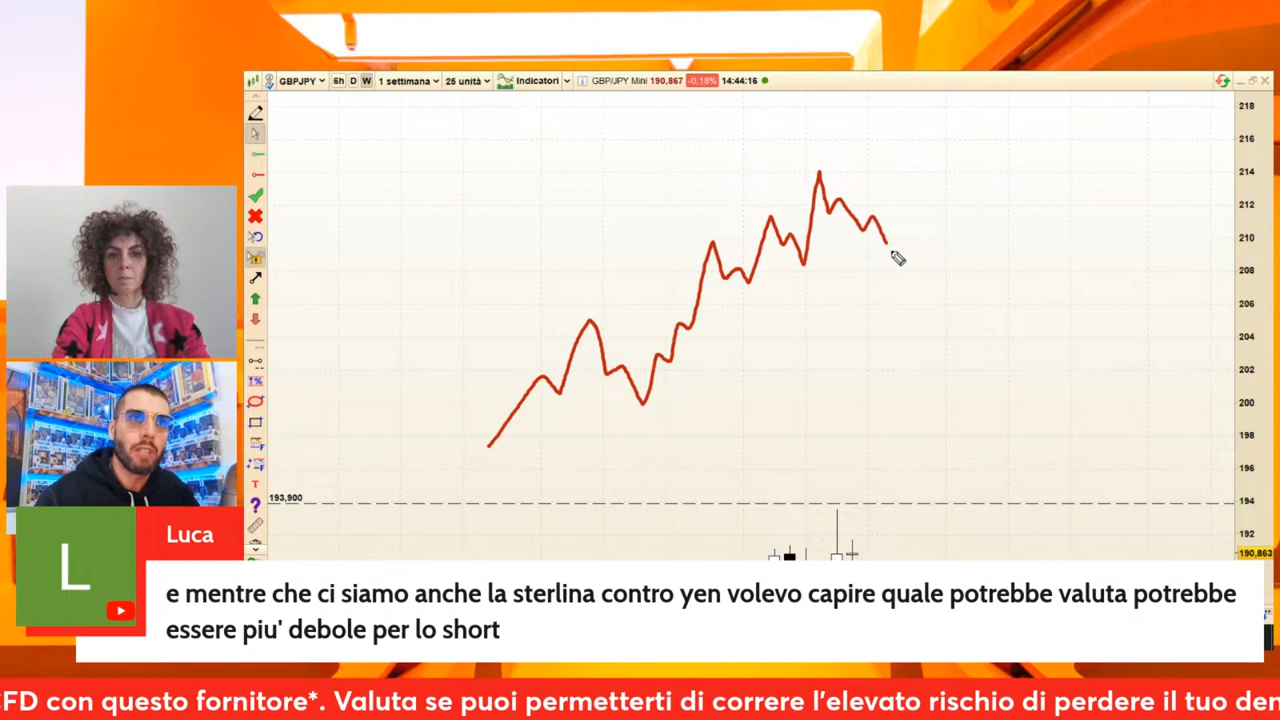 GBPJPY 6h D W 1 settimana 25 unità Indicatori GBP/JPY Mini 190,867 -0,18% 14:44:16
218
216
214
212
210
208
206
204
202
200
198
196
193,900
194
192
190,863
T
?
L
Luca
e mentre che ci siamo anche la sterlina contro yen volevo capire quale potrebbe valuta potrebbe
essere piu' debole per lo short
CFD con questo fornitore*. Valuta se puoi permetterti di correre l'elevato rischio di perdere il tuo den